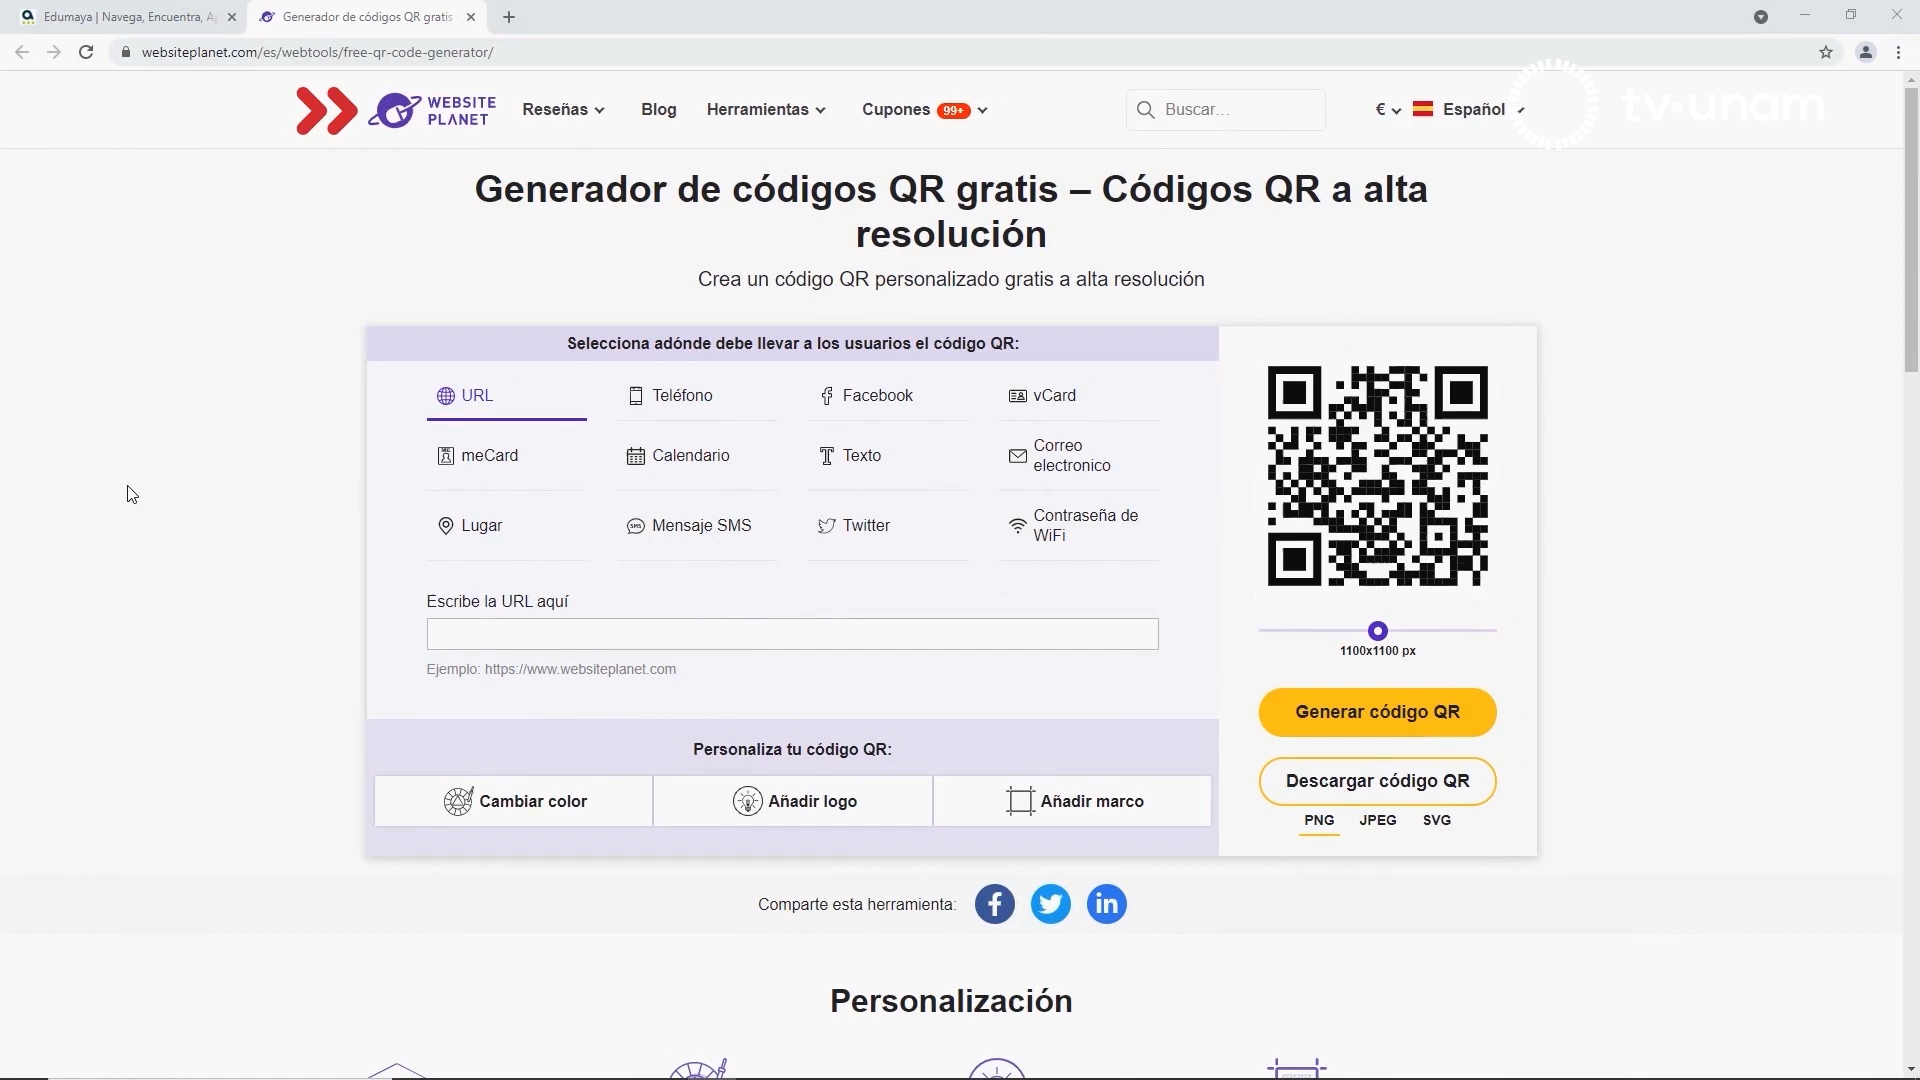 Edumaya | Navega, Encuentra, A
Generador de códigos QR gratis
websiteplanet.com/es/webtools/free-qr-code-generator/
WEBSITE
PLANET
Reseñas
Blog
Herramientas
Cupones 99+
Buscar...
€
Español
tv·unam
Generador de códigos QR gratis – Códigos QR a alta
resolución
Crea un código QR personalizado gratis a alta resolución
Selecciona adónde debe llevar a los usuarios el código QR:
URL
Teléfono
Facebook
vCard
meCard
Calendario
Texto
Correo
electronico
Lugar
Mensaje SMS
Twitter
Contraseña de
WiFi
Escribe la URL aquí
Ejemplo: https://www.websiteplanet.com
1100x1100 px
Generar código QR
Descargar código QR
PNG JPEG SVG
Personaliza tu código QR:
Cambiar color
Añadir logo
Añadir marco
Comparte esta herramienta:
Personalización